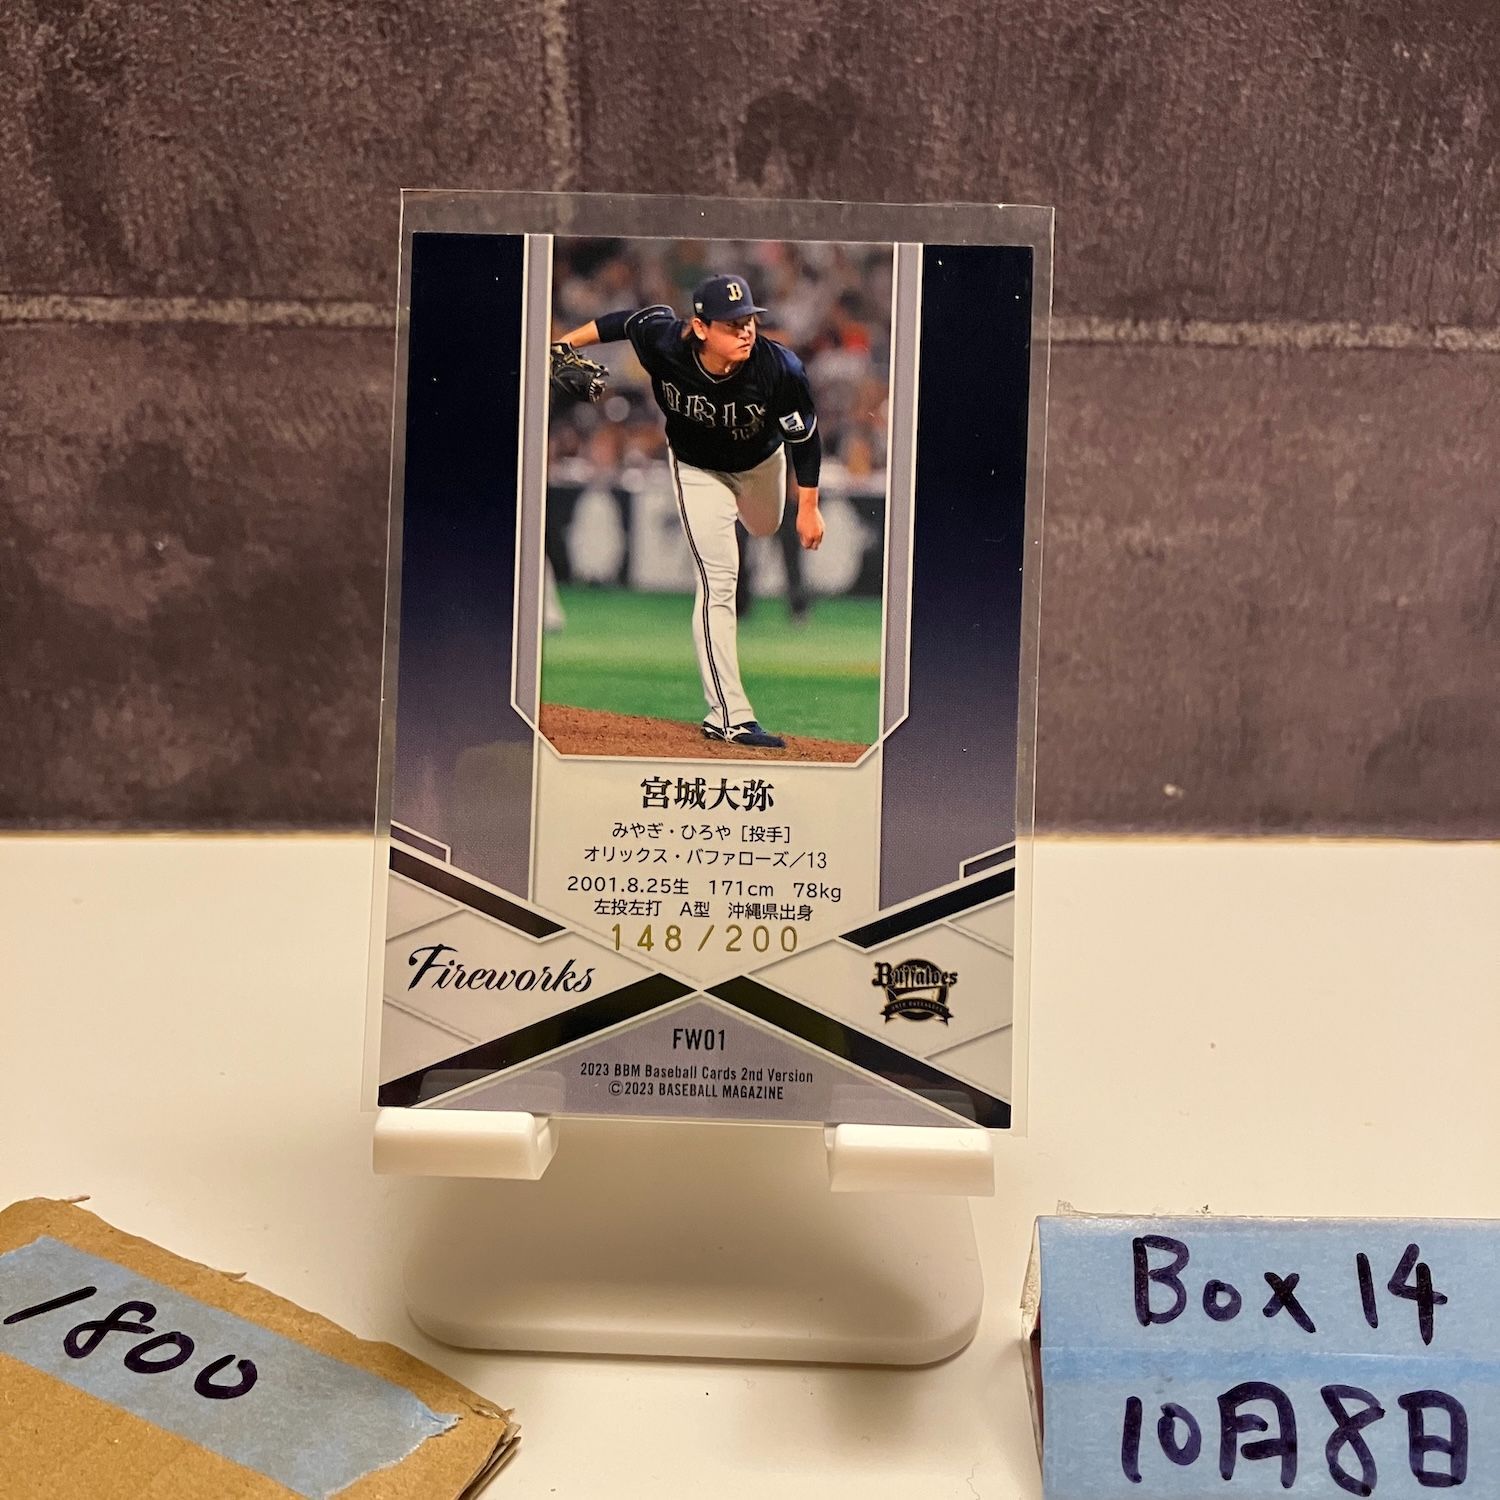 B
ORIX
宮城大弥
みやぎ・ひろや［投手］
オリックス・バファローズ／13
2001.8.25生 171cm 78kg
左投左打 A型 沖縄県出身
148/200
Fireworks
Buffaloes
FW01
2023 BBM Baseball Cards 2nd Version
©2023 BASEBALL MAGAZINE
1800
Box 14
10月8日